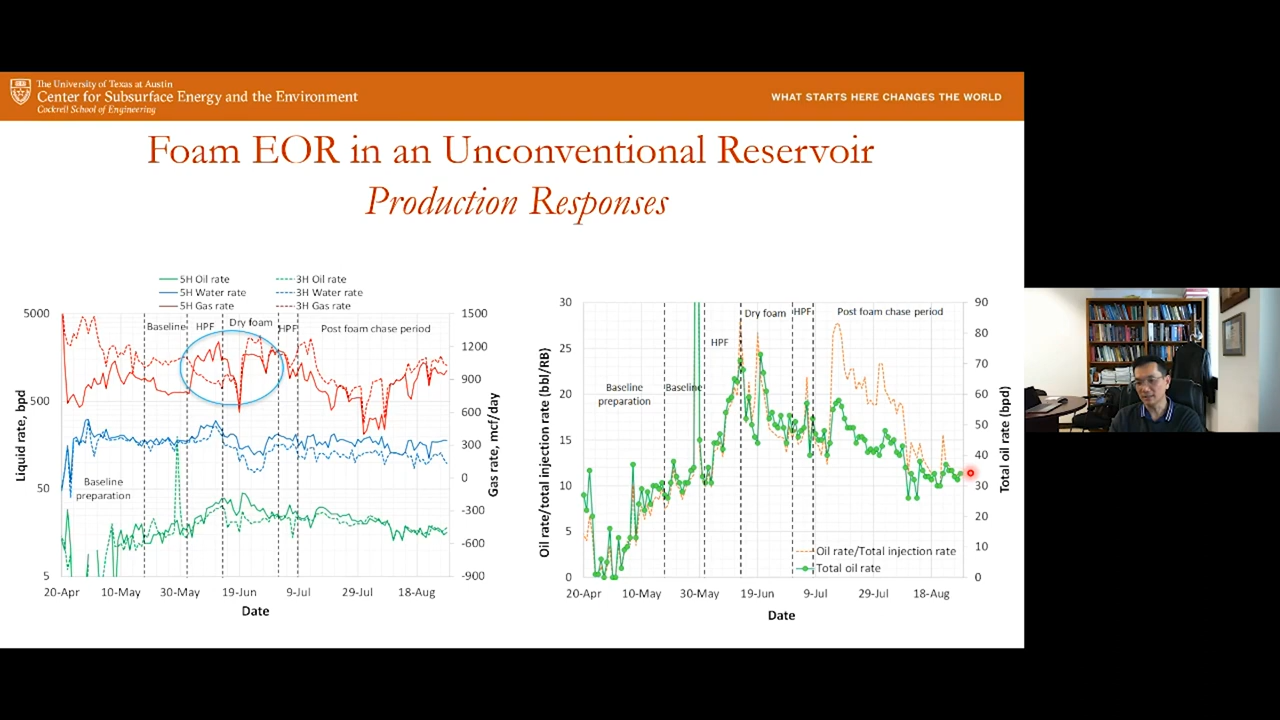 The University of Texas at Austin
Center for Subsurface Energy and the Environment
Cockrell School of Engineering
WHAT STARTS HERE CHANGES THE WORLD
Foam EOR in an Unconventional Reservoir
Production Responses
5H Oil rate
3H Oil rate
5H Water rate
3H Water rate
5H Gas rate
3H Gas rate
5000
500
50
5
Liquid rate, bpd
Baseline
HPF
Dry foam
HPF
Post foam chase period
Baseline
preparation
1500
1200
900
600
300
0
-300
-600
-900
Gas rate, mcf/day
20-Apr
10-May
30-May
19-Jun
9-Jul
29-Jul
18-Aug
Date
30
25
20
15
10
5
0
Oil rate/total injection rate (bbl/RB)
Baseline
preparation
Baseline
HPF
Dry foam
HPF
Post foam chase period
Oil rate/Total injection rate
Total oil rate
90
80
70
60
50
40
30
20
10
0
Total oil rate (bpd)
20-Apr
10-May
30-May
19-Jun
9-Jul
29-Jul
18-Aug
Date